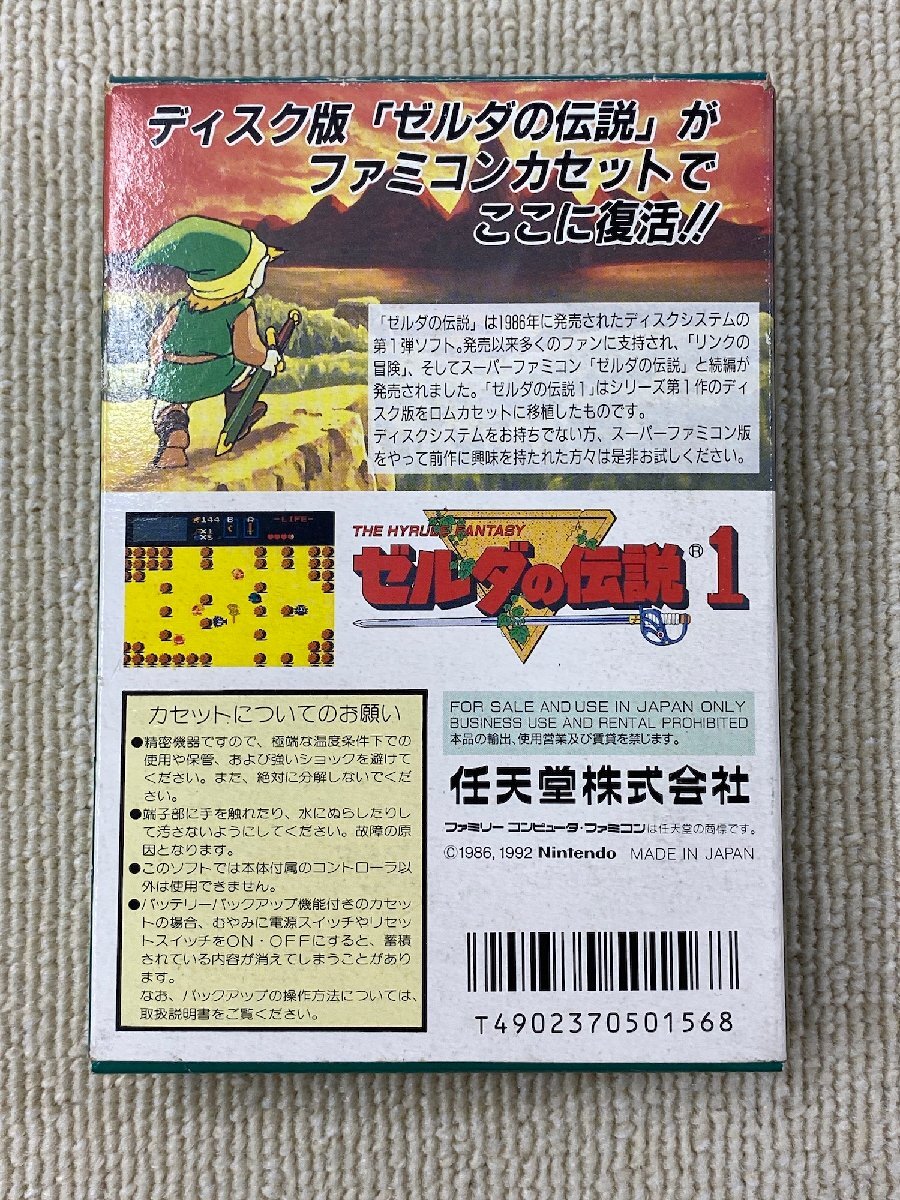 ディスク版「ゼルダの伝説」が
ファミコンカセットで
ここに復活!!
「ゼルダの伝説」は1986年に発売されたディスクシステムの
第1弾ソフト。発売以来多くのファンに支持され、「リンクの
冒険」、そしてスーパーファミコン「ゼルダの伝説」と続編が
発売されました。「ゼルダの伝説1」はシリーズ第1作のディ
スク版をロムカセットに移植したものです。
ディスクシステムをお持ちでない方、スーパーファミコン版
をやって前作に興味を持たれた方々は是非お試しください。
144 B A -LIFE-
X1
X5
THE HYRULE FANTASY
ゼルダの伝説®1
カセットについてのお願い
●精密機器ですので、極端な温度条件下での
使用や保管、および強いショックを避けて
ください。また、絶対に分解しないでくだ
さい。
●端子部に手を触れたり、水にぬらしたりし
て汚さないようにしてください。故障の原
因となります。
●このソフトでは本体付属のコントローラ以
外は使用できません。
●バッテリーバックアップ機能付きのカセッ
トの場合、むやみに電源スイッチやリセッ
トスイッチをON・OFFにすると、蓄積
されている内容が消えてしまうことがあり
ます。
なお、バックアップの操作方法については、
取扱説明書をご覧ください。
FOR SALE AND USE IN JAPAN ONLY
BUSINESS USE AND RENTAL PROHIBITED
本品の輸出、使用営業及び賃貸を禁じます。
任天堂株式会社
ファミリーコンピュータ・ファミコンは任天堂の商標です。
©1986,1992 Nintendo MADE IN JAPAN
T4902370501568